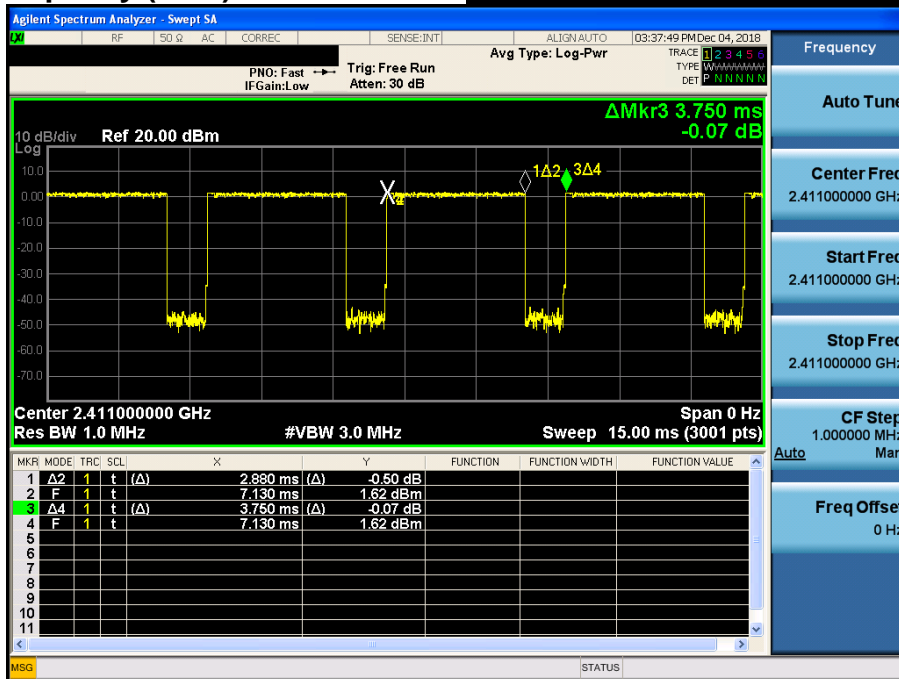 Agilent Spectrum Analyzer - Swept SA
LXI RF 50 Ω AC CORREC SENSE:INT ALIGN AUTO 03:37:49 PM Dec 04, 2018
Frequency
Avg Type: Log-Pwr TRACE 1 2 3 4 5 6
PNO: Fast Trig: Free Run TYPE WWWWWW
IFGain:Low Atten: 30 dB DET P N N N N N
Auto Tune
ΔMkr3 3.750 ms
-0.07 dB
10 dB/div Ref 20.00 dBm
Log
10.0
0.00
-10.0
-20.0
-30.0
-40.0
-50.0
-60.0
-70.0
1Δ2 3Δ4
X
Center Freq
2.411000000 GHz
Start Freq
2.411000000 GHz
Stop Freq
2.411000000 GHz
Center 2.411000000 GHz Span 0 Hz
Res BW 1.0 MHz #VBW 3.0 MHz Sweep 15.00 ms (3001 pts)
CF Step
1.000000 MHz
Auto Man
MKR MODE TRC SCL X Y FUNCTION FUNCTION WIDTH FUNCTION VALUE
1 Δ2 1 t (Δ) 2.880 ms (Δ) -0.50 dB
2 F 1 t 7.130 ms 1.62 dBm
3 Δ4 1 t (Δ) 3.750 ms (Δ) -0.07 dB
4 F 1 t 7.130 ms 1.62 dBm
5
6
7
8
9
10
11
Freq Offset
0 Hz
MSG STATUS